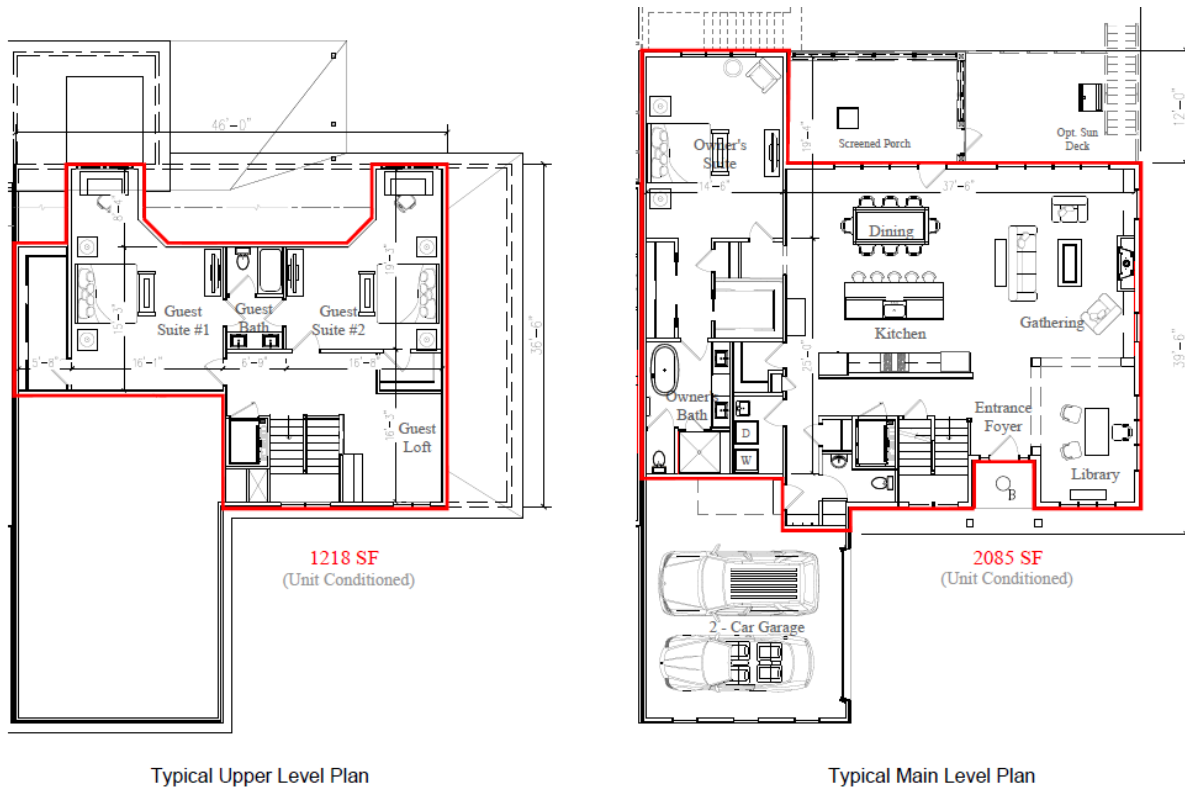 46'-0"
8'-4"
19'-3"
Guest
Suite #1
Guest
Bath
Guest
Suite #2
15'-3"
36'-6"
5'-8"
16'-1"
6'-9"
16'-8"
16'-3"
Guest
Loft
1218 SF
(Unit Conditioned)
Typical Upper Level Plan
12'-0"
19'-4"
Owner's
Suite
Screened Porch
Opt. Sun
Deck
14'-6"
37'-6"
Dining
Kitchen
Gathering
25'-0"
39'-6"
Owner's
Bath
D
W
Entrance
Foyer
Library
B
2085 SF
(Unit Conditioned)
2 - Car Garage
Typical Main Level Plan